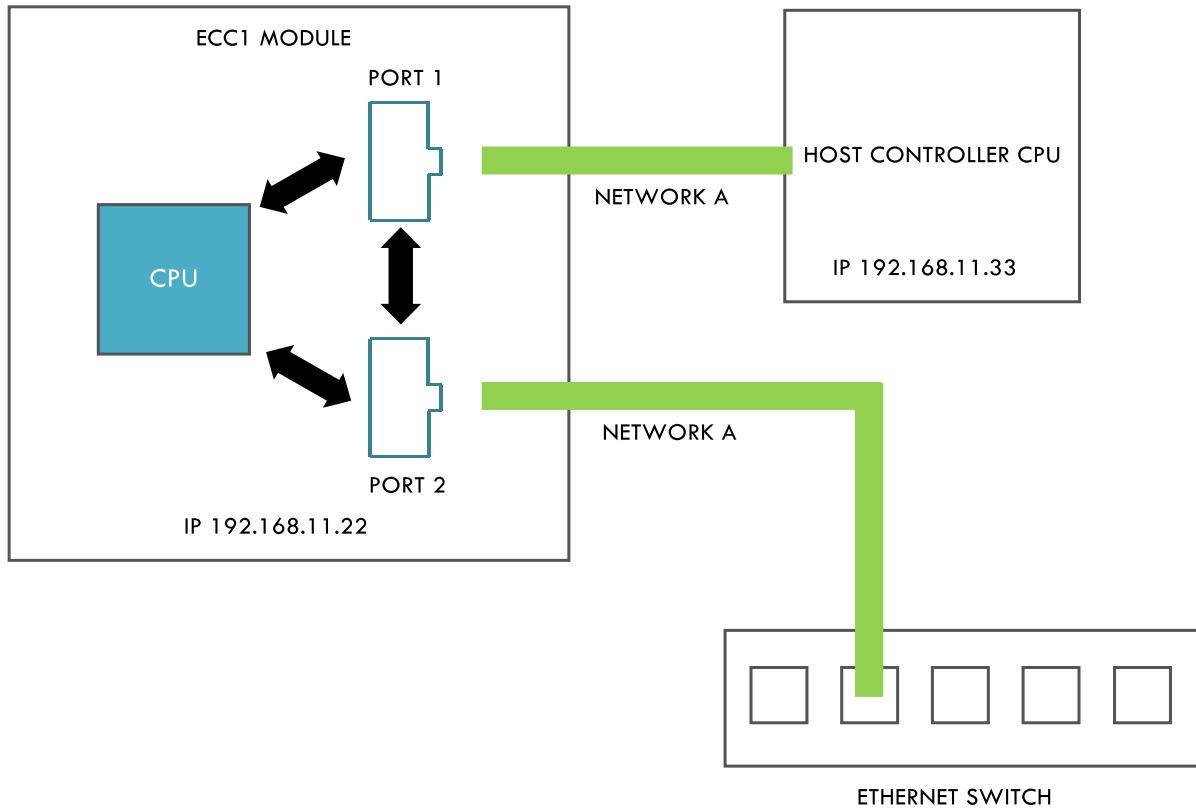 ECC1 MODULE
PORT 1
HOST CONTROLLER CPU
NETWORK A
CPU
IP 192.168.11.33
NETWORK A
PORT 2
IP 192.168.11.22
ETHERNET SWITCH